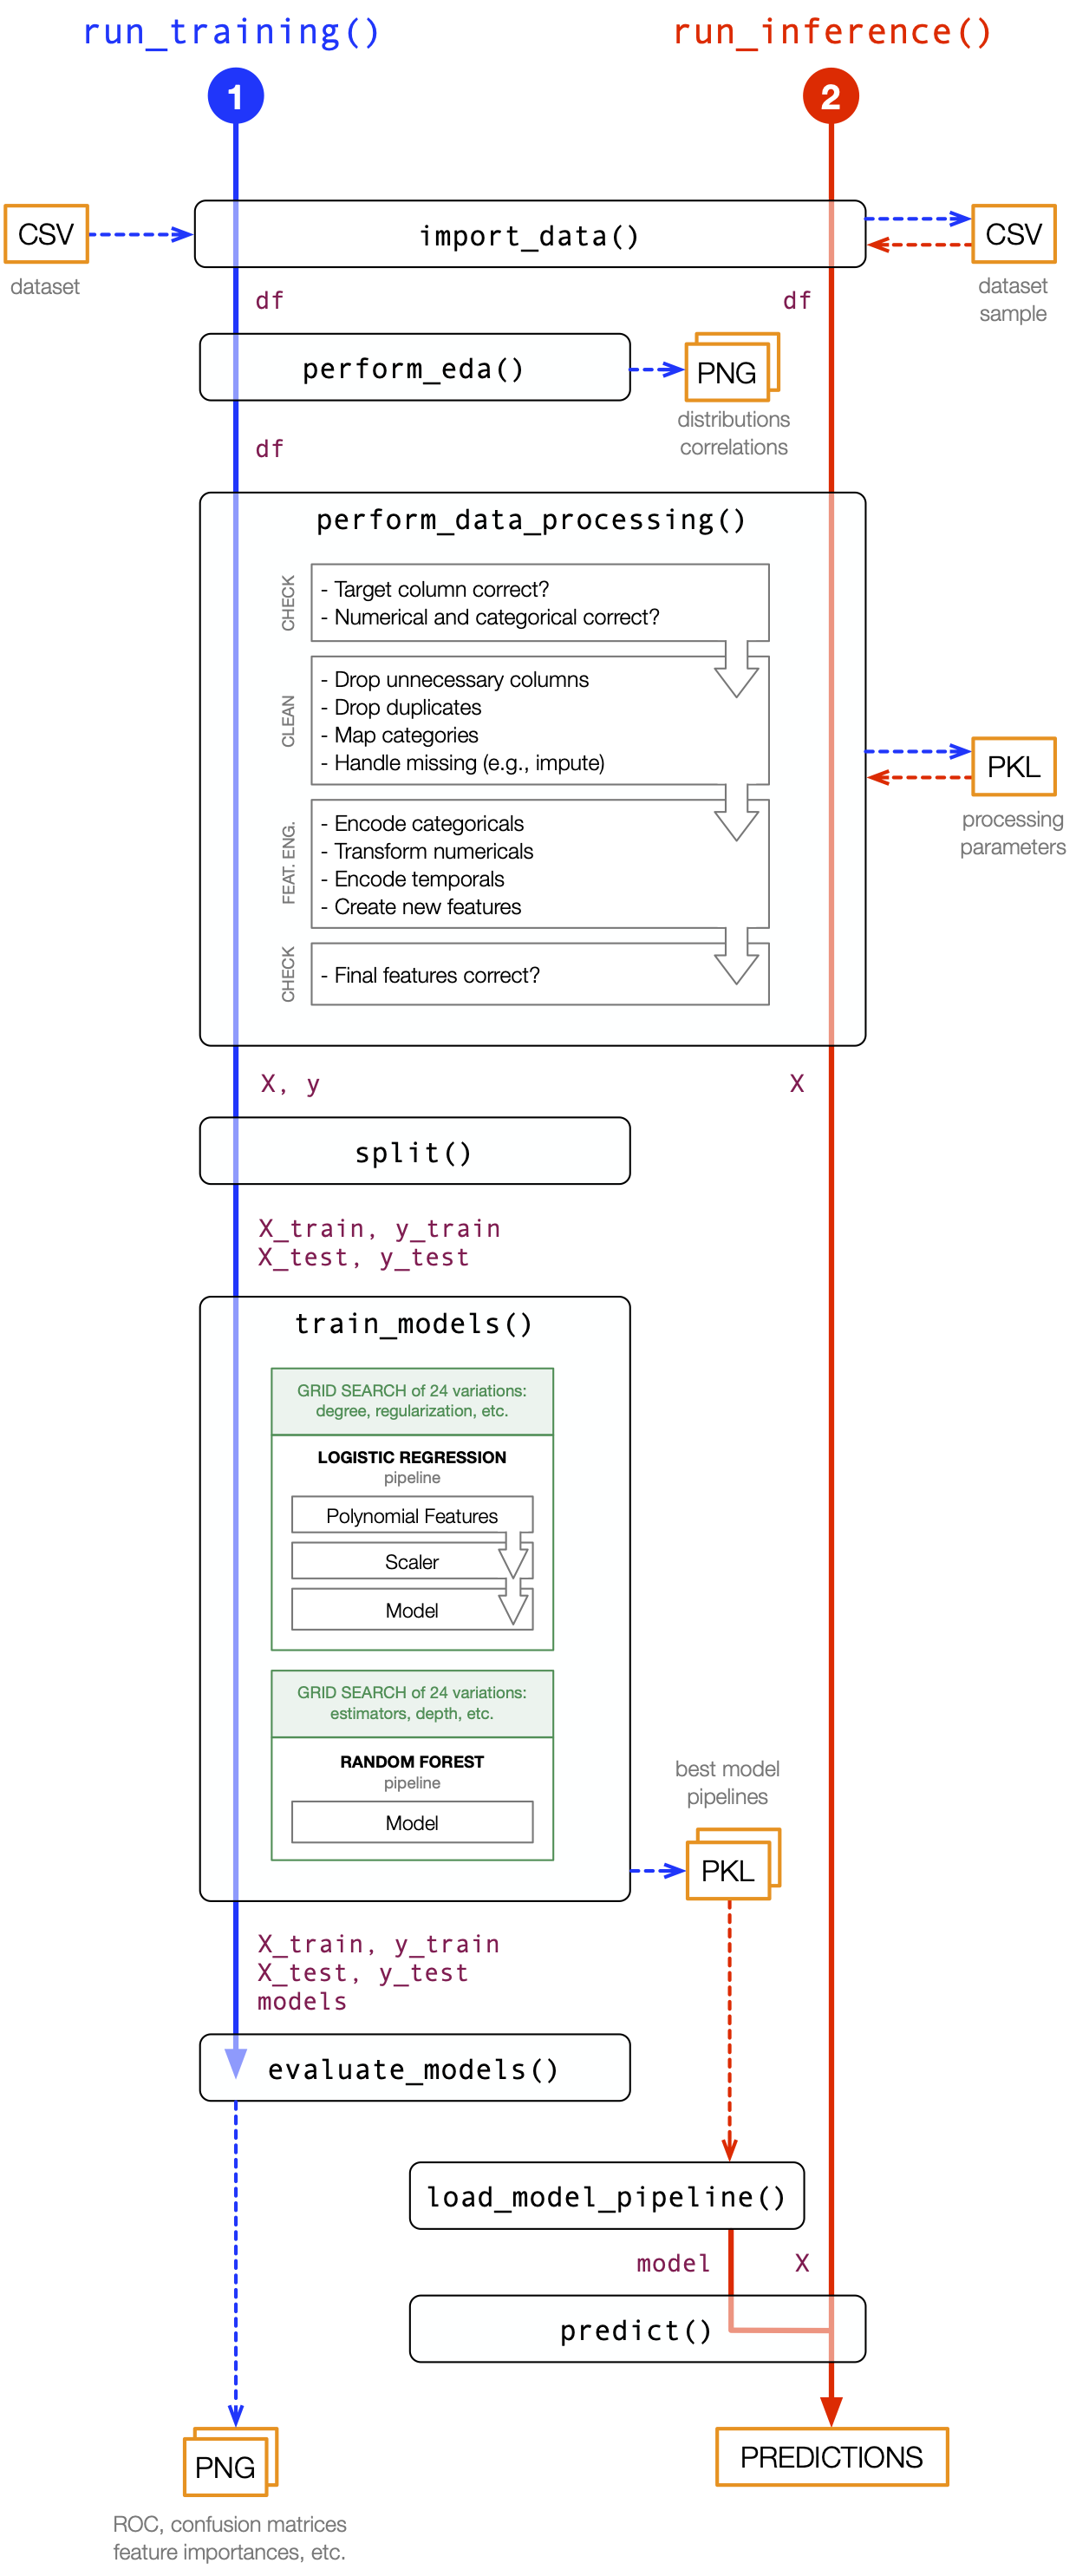 run_training()
run_inference()
1
2
CSV
import_data()
CSV
dataset
dataset
sample
df
df
perform_eda()
PNG
distributions
correlations
df
perform_data_processing()
CHECK
- Target column correct?
- Numerical and categorical correct?
CLEAN
- Drop unnecessary columns
- Drop duplicates
- Map categories
- Handle missing (e.g., impute)
PKL
processing
parameters
FEAT. ENG.
- Encode categoricals
- Transform numericals
- Encode temporals
- Create new features
CHECK
- Final features correct?
X, y
X
split()
X_train, y_train
X_test, y_test
train_models()
GRID SEARCH of 24 variations:
degree, regularization, etc.
LOGISTIC REGRESSION
pipeline
Polynomial Features
Scaler
Model
GRID SEARCH of 24 variations:
estimators, depth, etc.
RANDOM FOREST
pipeline
Model
best model
pipelines
PKL
X_train, y_train
X_test, y_test
models
evaluate_models()
load_model_pipeline()
model
X
predict()
PNG
PREDICTIONS
ROC, confusion matrices
feature importances, etc.